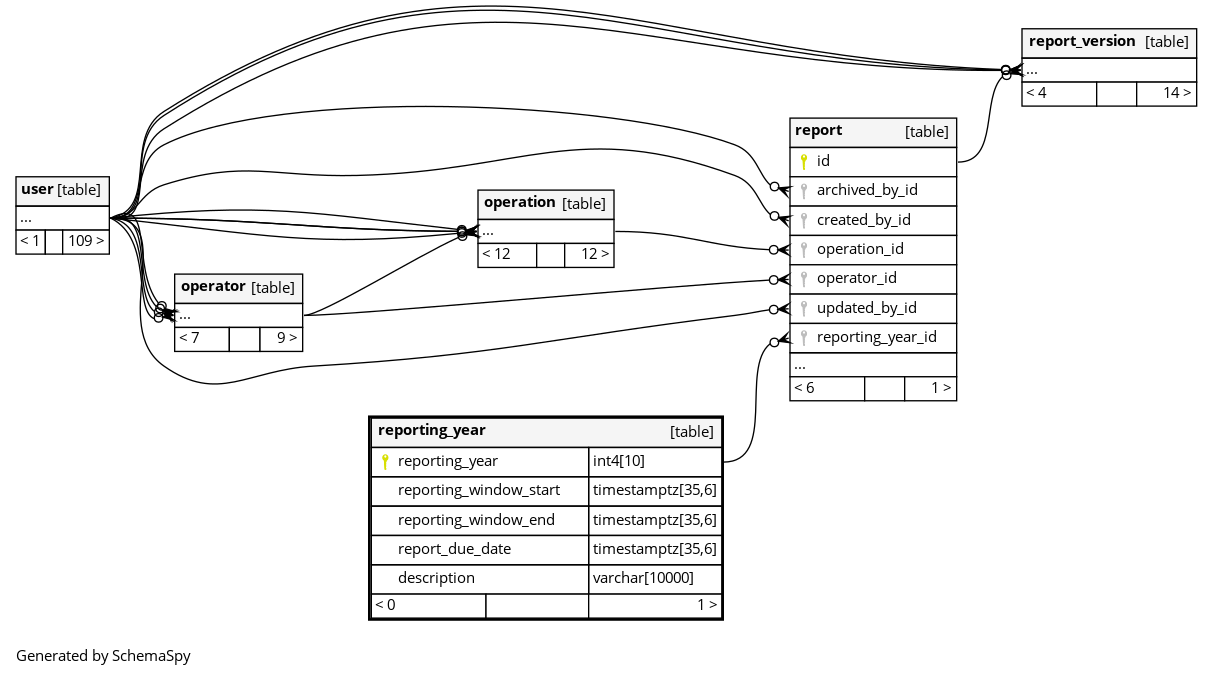 report_version [table]
...
< 4 14 >
report [table]
id
archived_by_id
created_by_id
operation_id
operator_id
updated_by_id
reporting_year_id
...
< 6 1 >
user [table]
...
< 1 109 >
operation [table]
...
< 12 12 >
operator [table]
...
< 7 9 >
reporting_year [table]
reporting_year int4[10]
reporting_window_start timestamptz[35,6]
reporting_window_end timestamptz[35,6]
report_due_date timestamptz[35,6]
description varchar[10000]
< 0 1 >
Generated by SchemaSpy